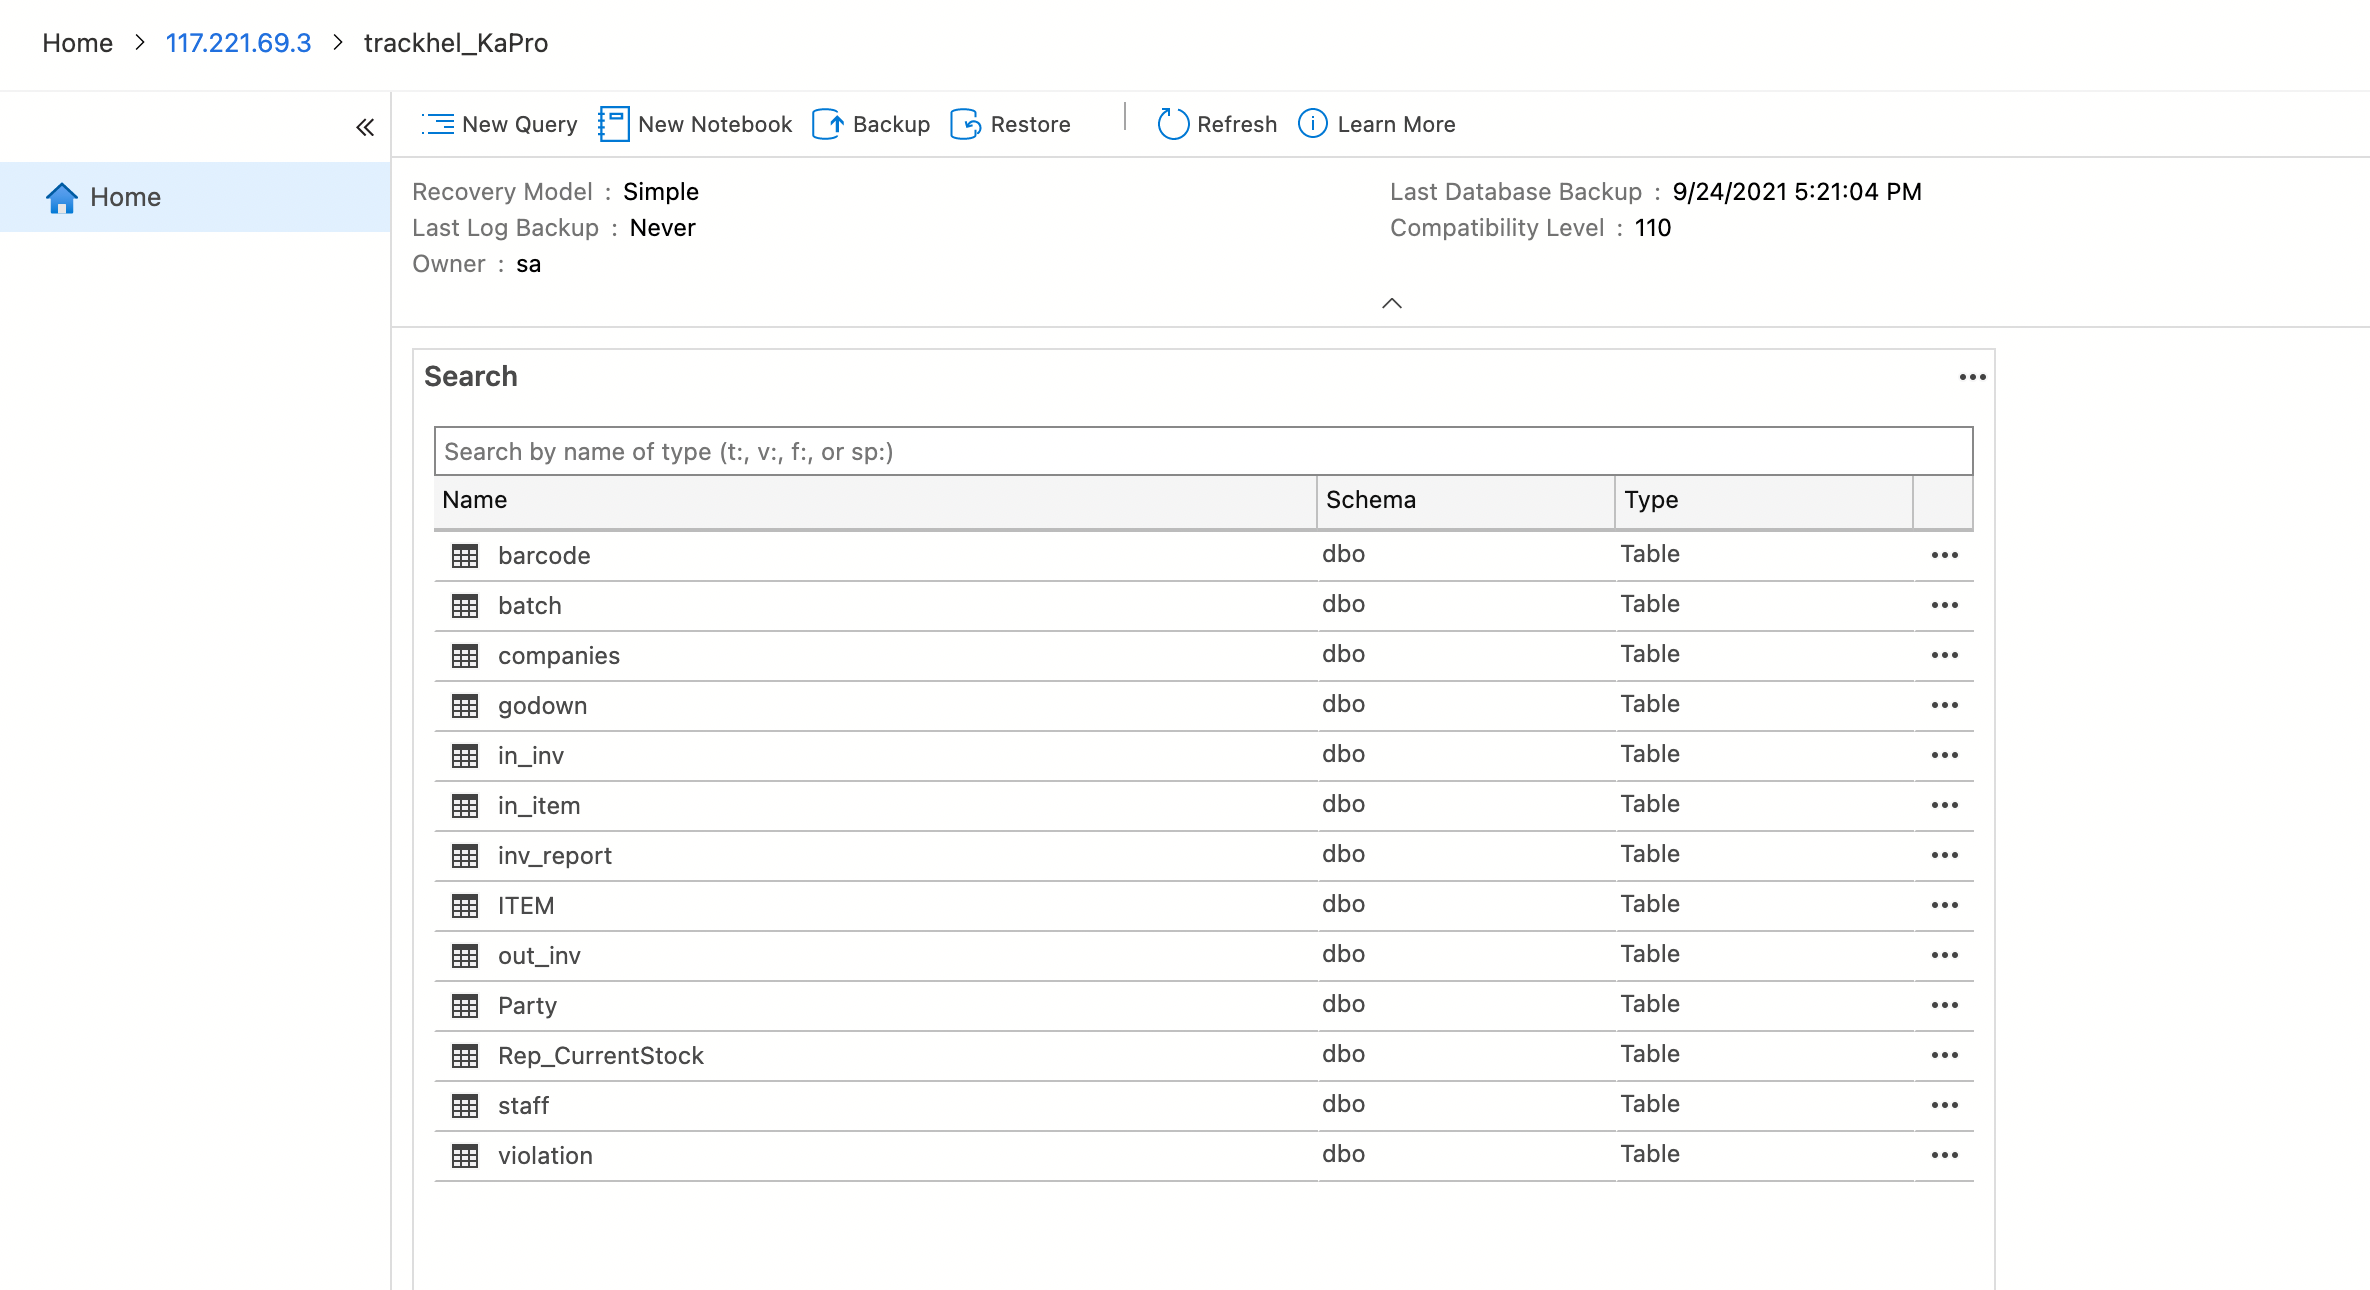 Home > 117.221.69.3 > trackhel_KaPro
New Query New Notebook Backup Restore Refresh Learn More
Home
Recovery Model : Simple Last Database Backup : 9/24/2021 5:21:04 PM
Last Log Backup : Never Compatibility Level : 110
Owner : sa
Search
Search by name of type (t:, v:, f:, or sp:)
Name Schema Type
barcode dbo Table
batch dbo Table
companies dbo Table
godown dbo Table
in_inv dbo Table
in_item dbo Table
inv_report dbo Table
ITEM dbo Table
out_inv dbo Table
Party dbo Table
Rep_CurrentStock dbo Table
staff dbo Table
violation dbo Table